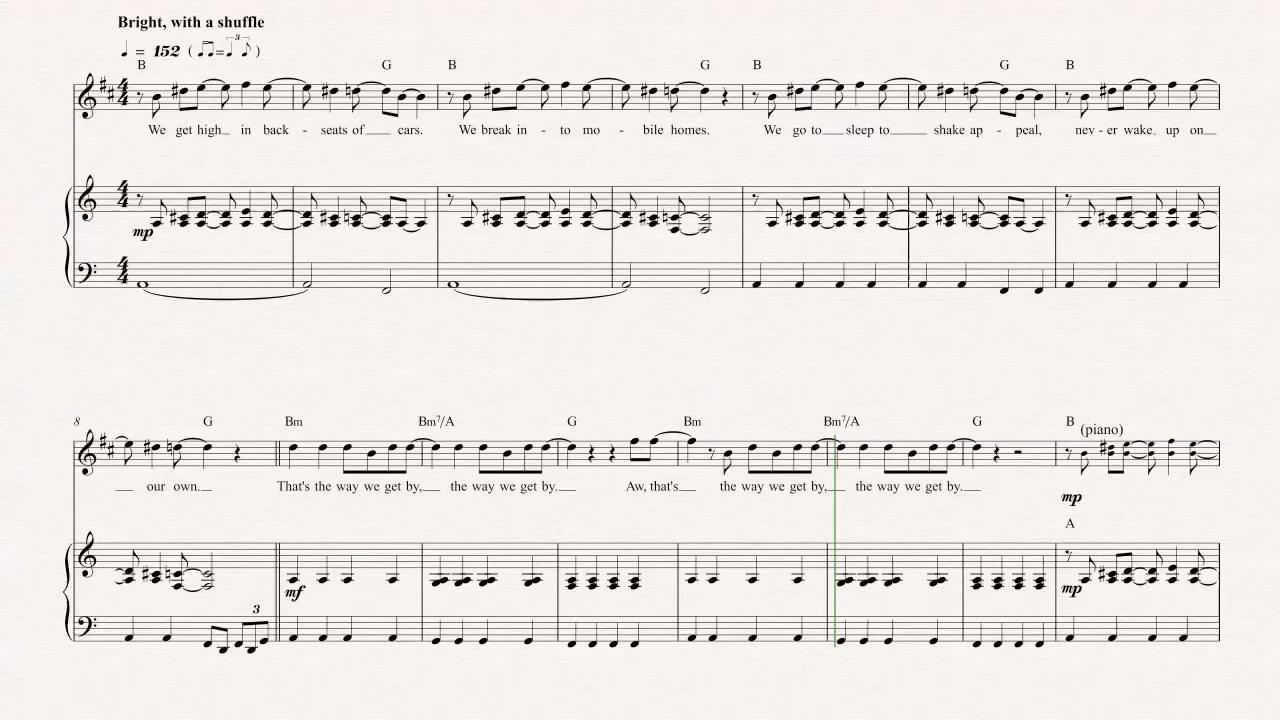 Bright, with a shuffle
= 152 ( = 3 )
B G B G B G B
We get high in back - seats of cars. We break in - to mo - bile homes. We go to sleep to shake ap - peal, nev - er wake up on
mp
8 G Bm Bm7/A G Bm Bm7/A G B (piano)
our own. That's the way we get by, the way we get by. Aw, that's the way we get by, the way we get by.
mp
A
mf mp
3